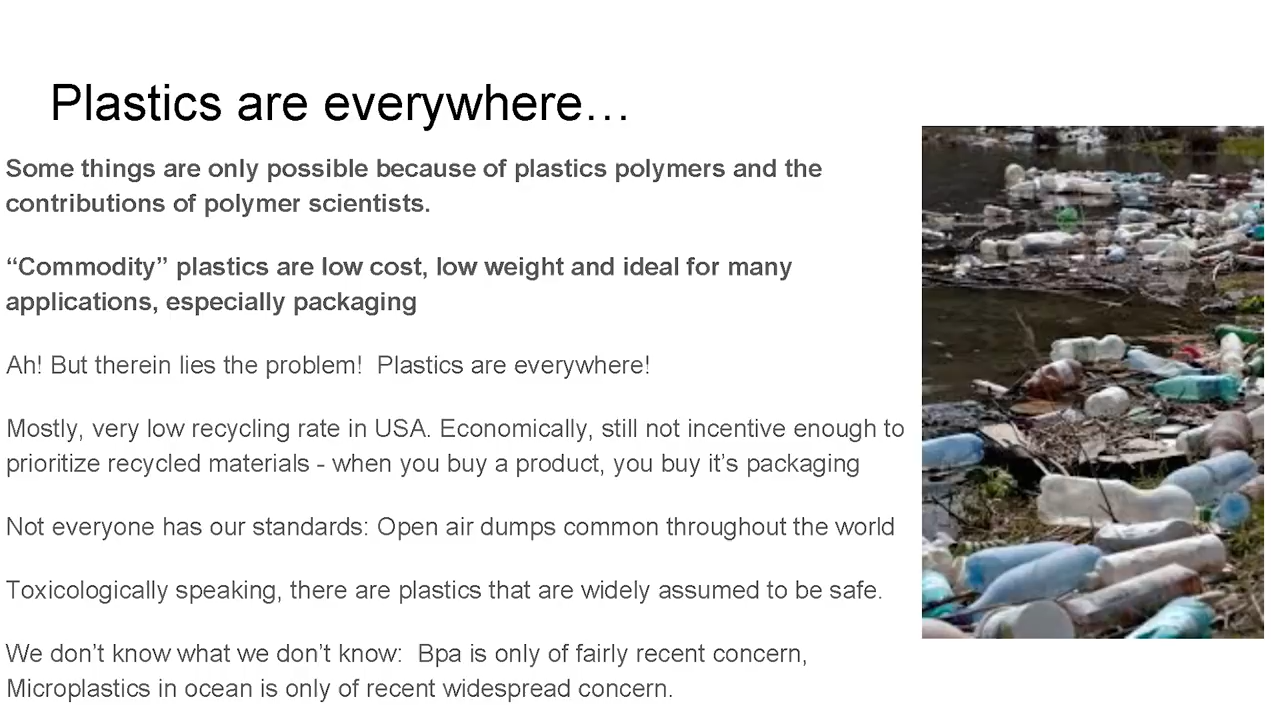 Plastics are everywhere…
Some things are only possible because of plastics polymers and the
contributions of polymer scientists.
“Commodity” plastics are low cost, low weight and ideal for many
applications, especially packaging
Ah! But therein lies the problem!  Plastics are everywhere!
Mostly, very low recycling rate in USA. Economically, still not incentive enough to
prioritize recycled materials - when you buy a product, you buy it’s packaging
Not everyone has our standards: Open air dumps common throughout the world
Toxicologically speaking, there are plastics that are widely assumed to be safe.
We don’t know what we don’t know:  Bpa is only of fairly recent concern,
Microplastics in ocean is only of recent widespread concern.